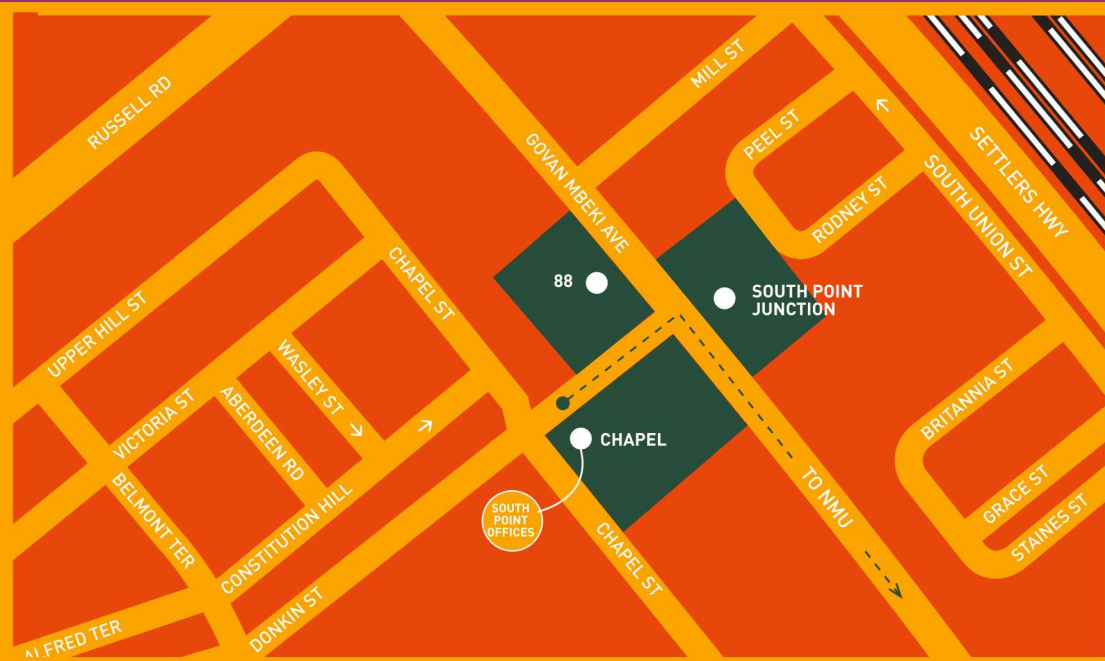 RUSSELL RD
MILL ST
PEEL ST
GOVAN MBEKI AVE
SETTLERS HWY
RODNEY ST
SOUTH UNION ST
88
SOUTH POINT
JUNCTION
CHAPEL ST
UPPER HILL ST
WASLEY ST
VICTORIA ST
ABERDEEN RD
BRITANNIA ST
CHAPEL
BELMONT TER
CONSTITUTION HILL
SOUTH
POINT
OFFICES
TO NMU
GRACE ST
STAINES ST
CHAPEL ST
DONKIN ST
ALFRED TER